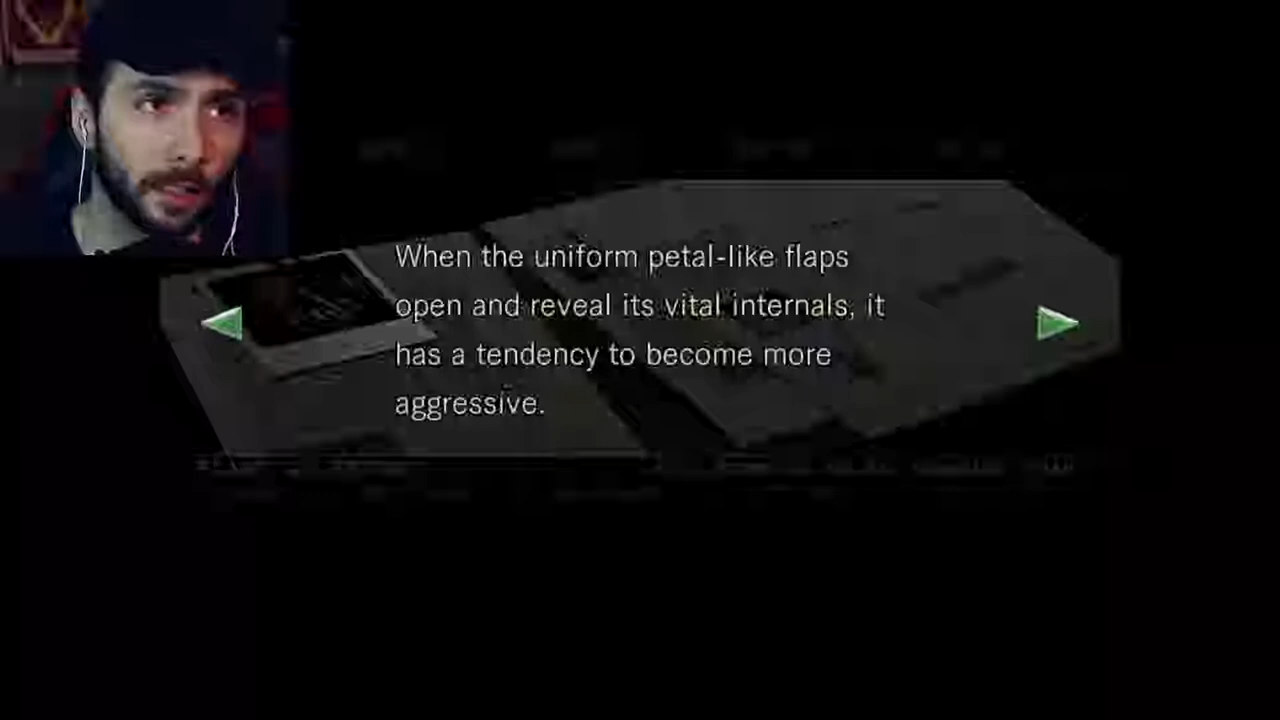 When the uniform petal-like flaps
open and reveal its vital internals, it
has a tendency to become more
aggressive.